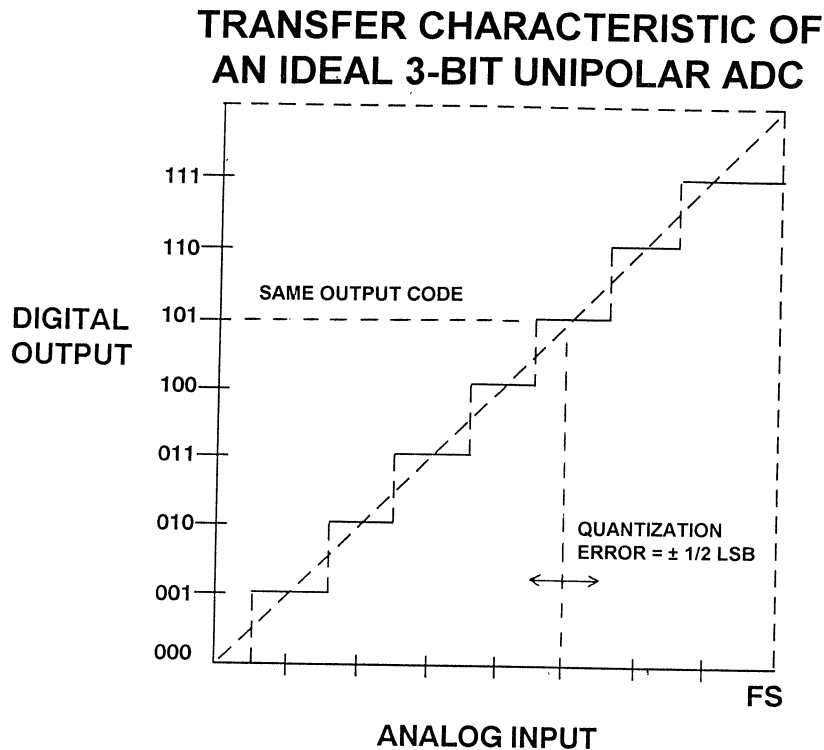 TRANSFER CHARACTERISTIC OF
AN IDEAL 3-BIT UNIPOLAR ADC
111
110
SAME OUTPUT CODE
101
DIGITAL
OUTPUT
100
011
010
QUANTIZATION
ERROR = ± 1/2 LSB
001
000
FS
ANALOG INPUT